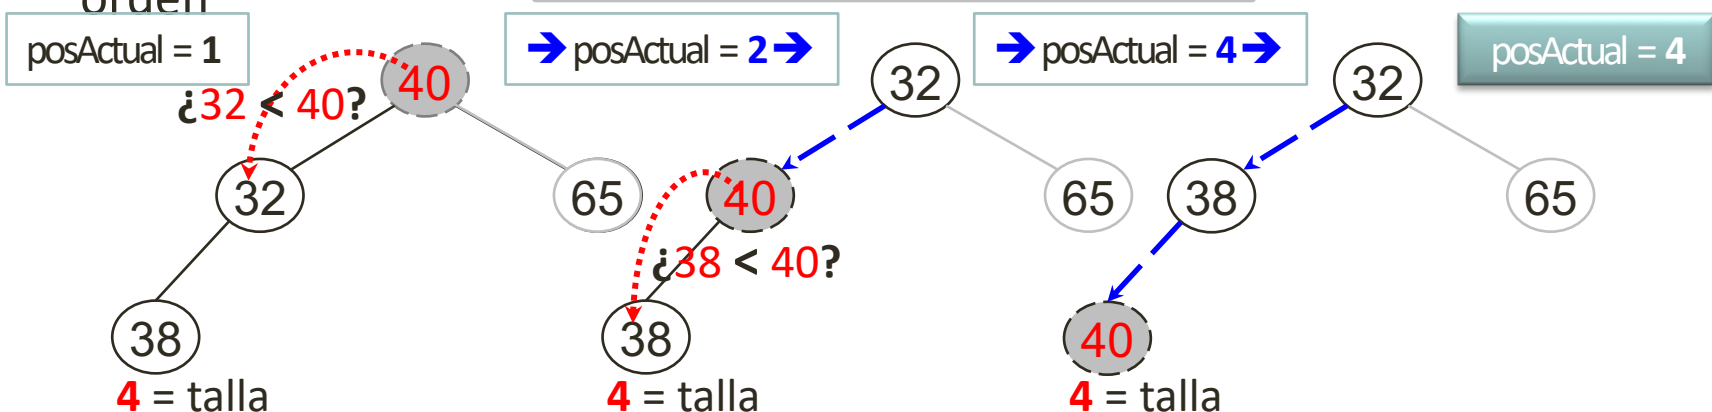 orden
posActual = 1
➔ posActual = 2 ➔
➔ posActual = 4 ➔
posActual = 4
40
¿32 < 40?
32
65
38
4 = talla
32
40
65
¿38 < 40?
38
4 = talla
32
38
65
40
4 = talla